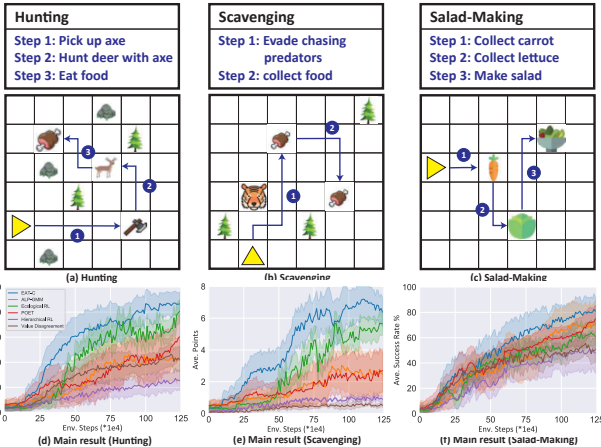 Hunting
Step 1: Pick up axe
Step 2: Hunt deer with axe
Step 3: Eat food
Scavenging
Step 1: Evade chasing
predators
Step 2: collect food
Salad-Making
Step 1: Collect carrot
Step 2: Collect lettuce
Step 3: Make salad
3
2
1
(a) Hunting
2
1
(b) Scavenging
1
3
2
(c) Salad-Making
EAT-C
ALP-GMM
Ecological RL
POET
Hierarchical RL
Value Disagreement
0 25 50 75 100 125
Env. Steps (*1e4)
(d) Main result (Hunting)
Ave. Points
8
6
4
2
0
0 25 50 75 100 125
Env. Steps (*1e4)
(e) Main result (Scavenging)
Ave. Success Rate %
100
80
60
40
20
0
0 25 50 75 100 125
Env. Steps (*1e4)
(f) Main result (Salad-Making)